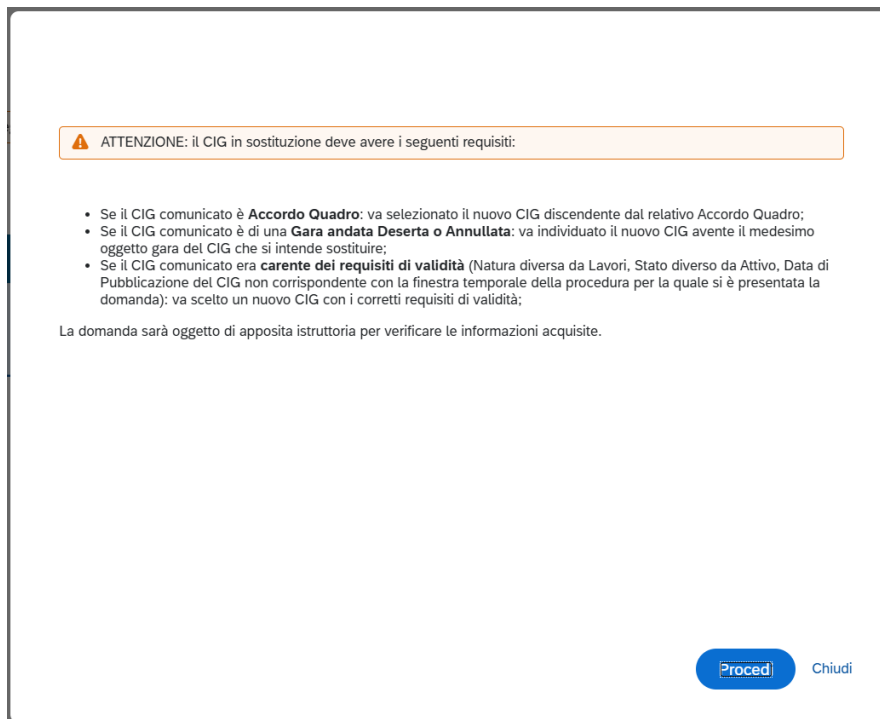 ATTENZIONE: il CIG in sostituzione deve avere i seguenti requisiti:
• Se il CIG comunicato è Accordo Quadro: va selezionato il nuovo CIG discendente dal relativo Accordo Quadro;
• Se il CIG comunicato è di una Gara andata Deserta o Annullata: va individuato il nuovo CIG avente il medesimo
oggetto gara del CIG che si intende sostituire;
• Se il CIG comunicato era carente dei requisiti di validità (Natura diversa da Lavori, Stato diverso da Attivo, Data di
Pubblicazione del CIG non corrispondente con la finestra temporale della procedura per la quale si è presentata la
domanda): va scelto un nuovo CIG con i corretti requisiti di validità;
La domanda sarà oggetto di apposita istruttoria per verificare le informazioni acquisite.
Procedi Chiudi